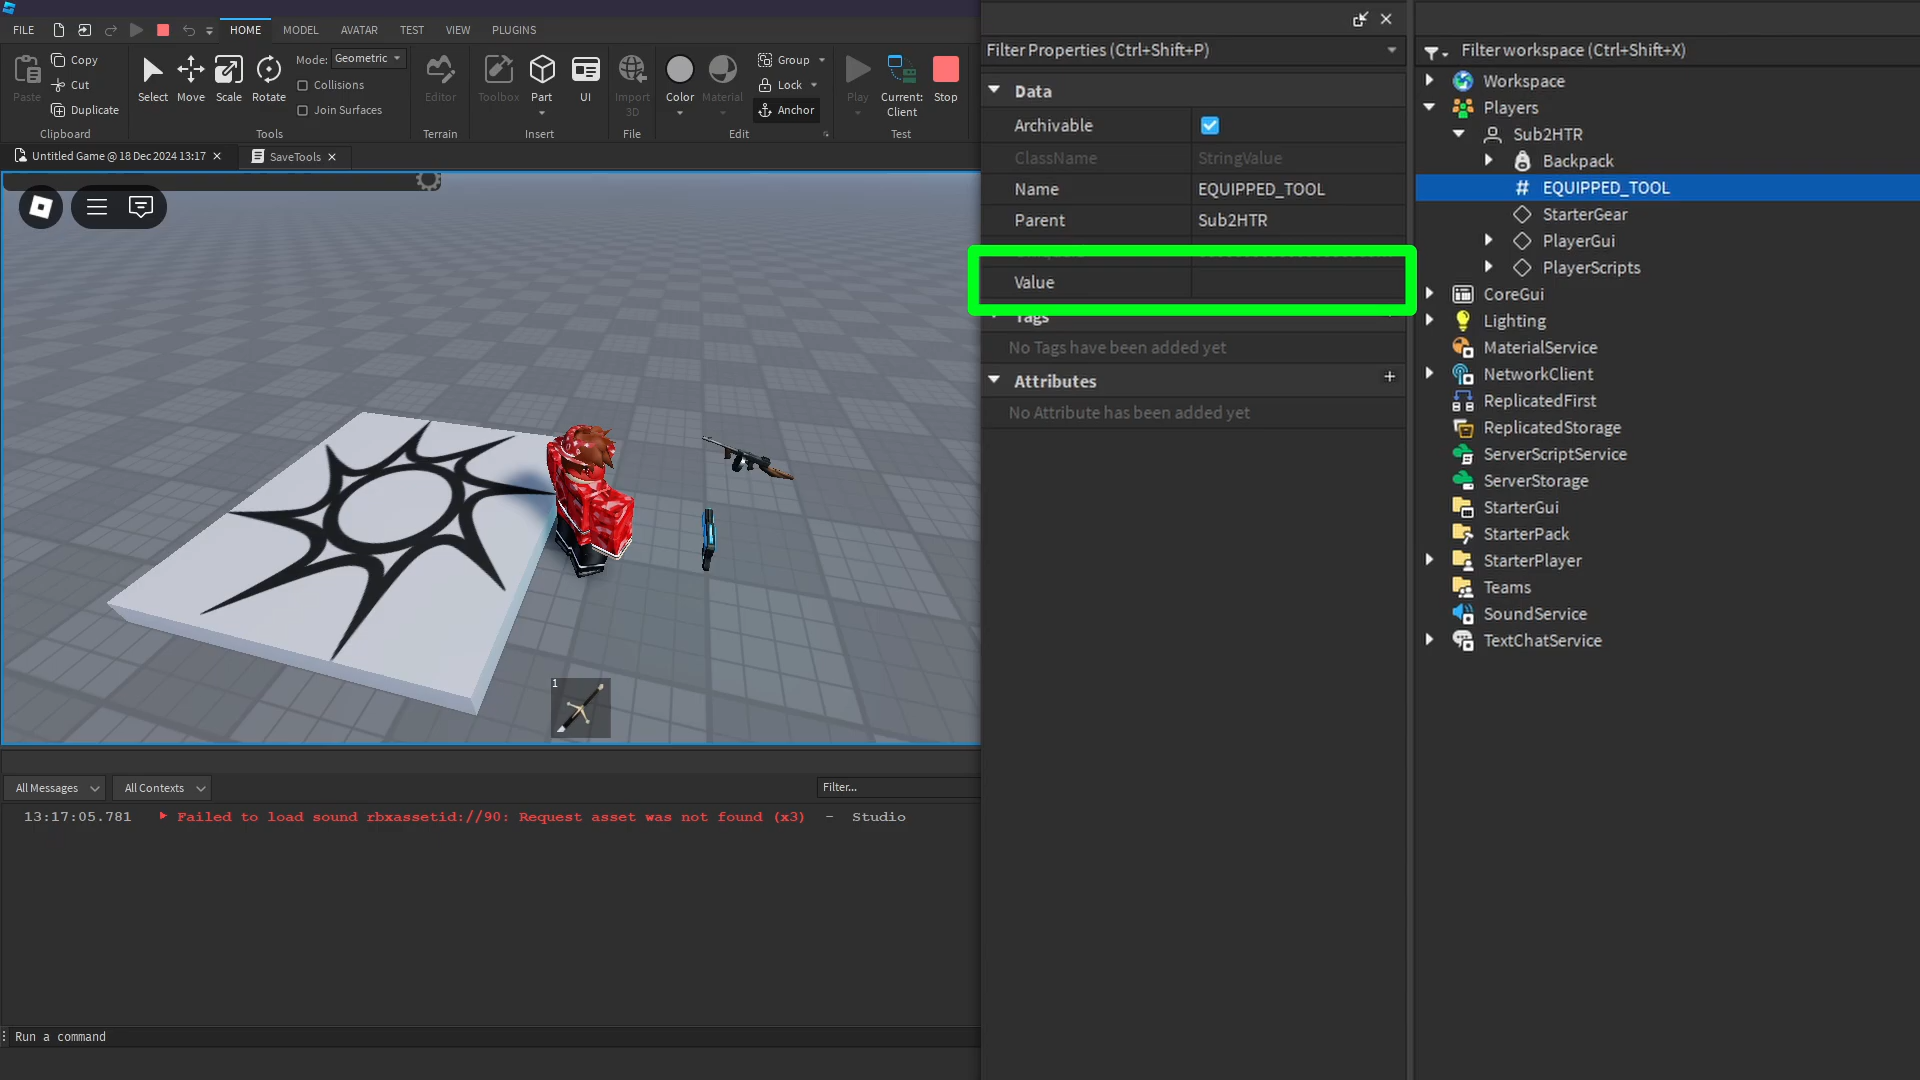 FILE
HOME
MODEL
AVATAR
TEST
VIEW
PLUGINS
Paste
Copy
Cut
Duplicate
Clipboard
Select
Move
Scale
Rotate
Mode: Geometric
Collisions
Join Surfaces
Tools
Editor
Terrain
Toolbox
Part
UI
Insert
Import
3D
File
Color
Material
Group
Lock
Anchor
Edit
Play
Current:
Client
Stop
Test
Untitled Game @ 18 Dec 2024 13:17
SaveTools
1
All Messages
All Contexts
Filter...
13:17:05.781 Failed to load sound rbxassetid://90: Request asset was not found (x3) - Studio
Run a command
Filter Properties (Ctrl+Shift+P)
Data
Archivable
ClassName StringValue
Name EQUIPPED_TOOL
Parent Sub2HTR
Value
Tags
No Tags have been added yet
Attributes
No Attribute has been added yet
Filter workspace (Ctrl+Shift+X)
Workspace
Players
Sub2HTR
Backpack
# EQUIPPED_TOOL
StarterGear
PlayerGui
PlayerScripts
CoreGui
Lighting
MaterialService
NetworkClient
ReplicatedFirst
ReplicatedStorage
ServerScriptService
ServerStorage
StarterGui
StarterPack
StarterPlayer
Teams
SoundService
TextChatService